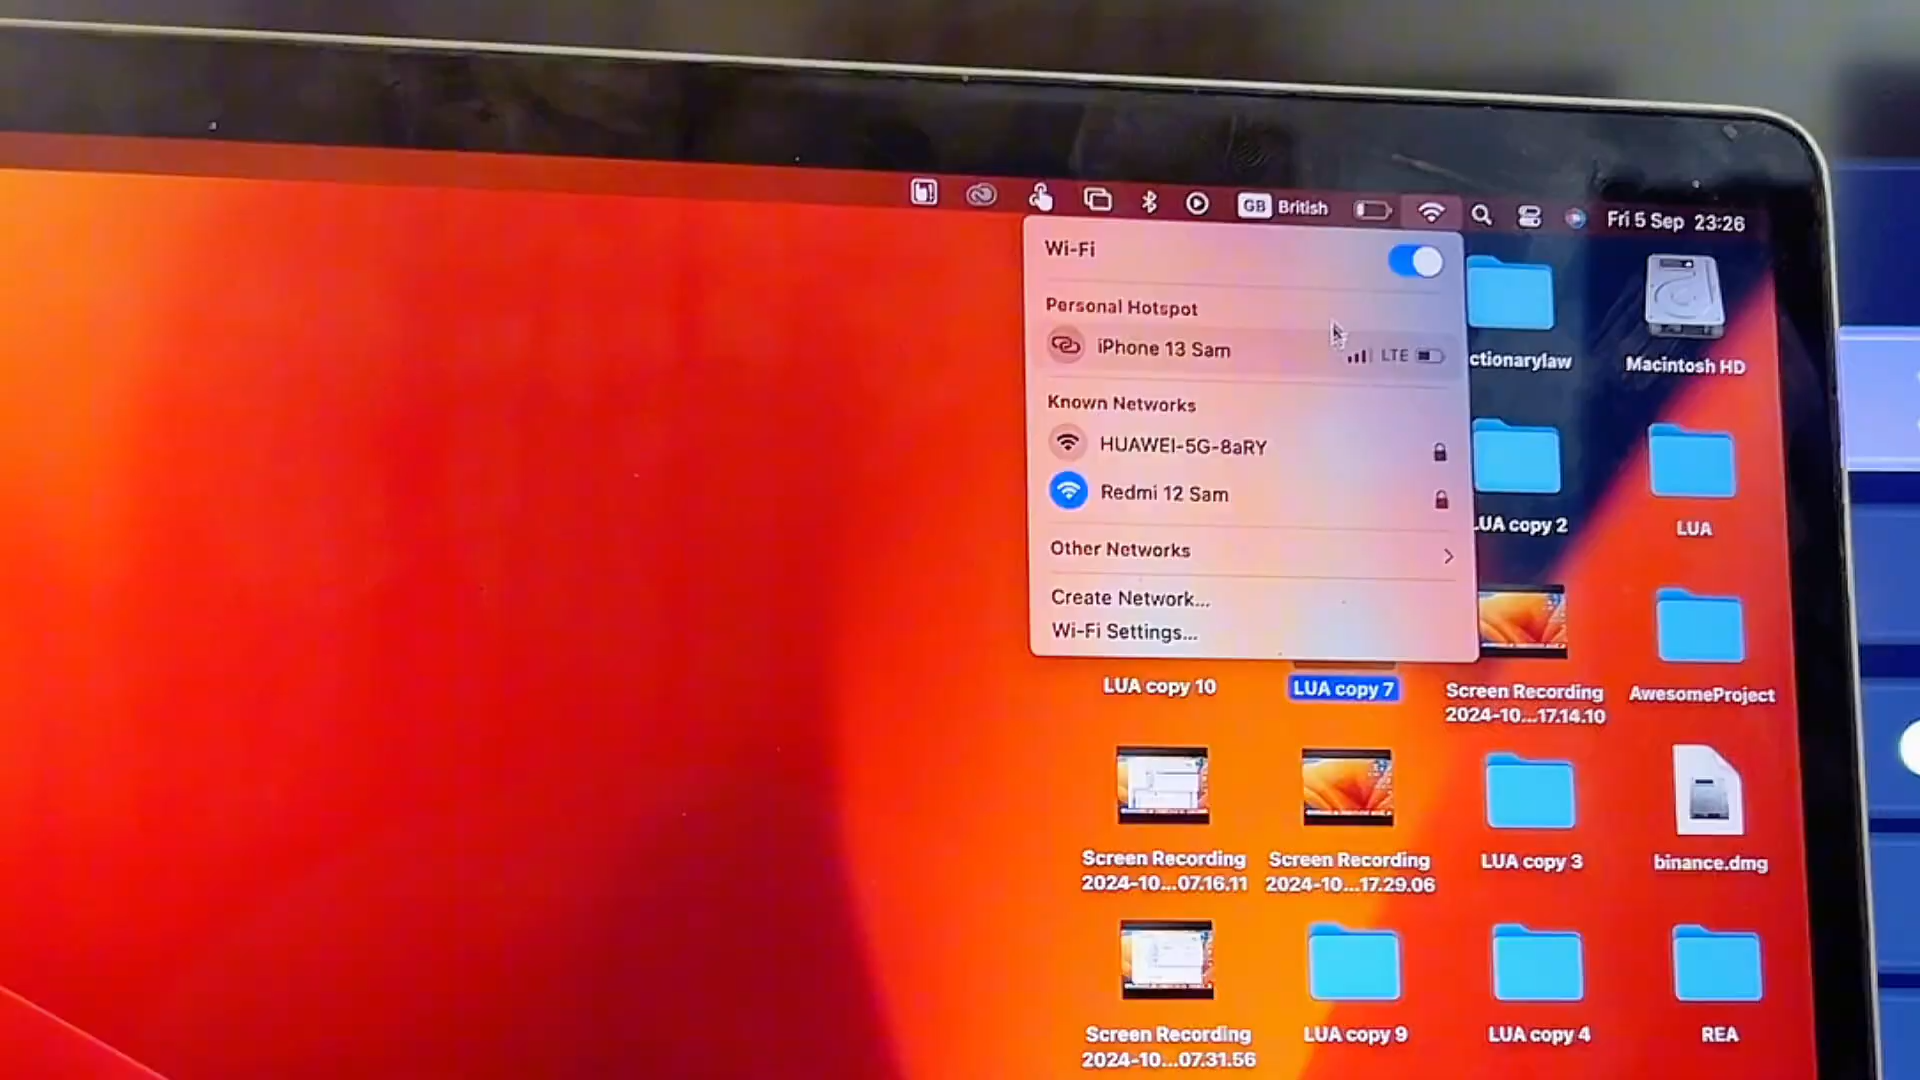 GB British Fri 5 Sep 23:26
Wi-Fi
Personal Hotspot
iPhone 13 Sam LTE
Known Networks
HUAWEI-5G-8aRY
Redmi 12 Sam
Other Networks
Create Network...
Wi-Fi Settings...
ctionarylaw
Macintosh HD
LUA copy 2
LUA
LUA copy 10
LUA copy 7
Screen Recording
2024-10...17.14.10
AwesomeProject
Screen Recording
2024-10...07.16.11
Screen Recording
2024-10...17.29.06
LUA copy 3
binance.dmg
Screen Recording
2024-10...07.31.56
LUA copy 9
LUA copy 4
REA